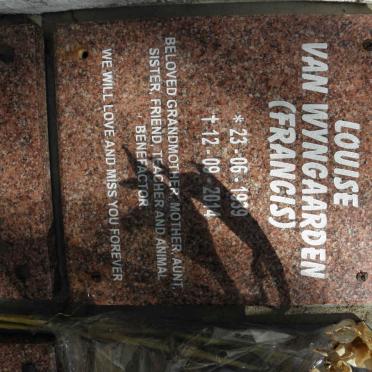 LOUISE
VAN WYNGAARDEN
(FRANCIS)
* 23-06-1939
† 12-09-2014
BELOVED GRANDMOTHER, MOTHER, AUNT,
SISTER, FRIEND, TEACHER AND ANIMAL
BENEFACTOR
WE WILL LOVE AND MISS YOU FOREVER